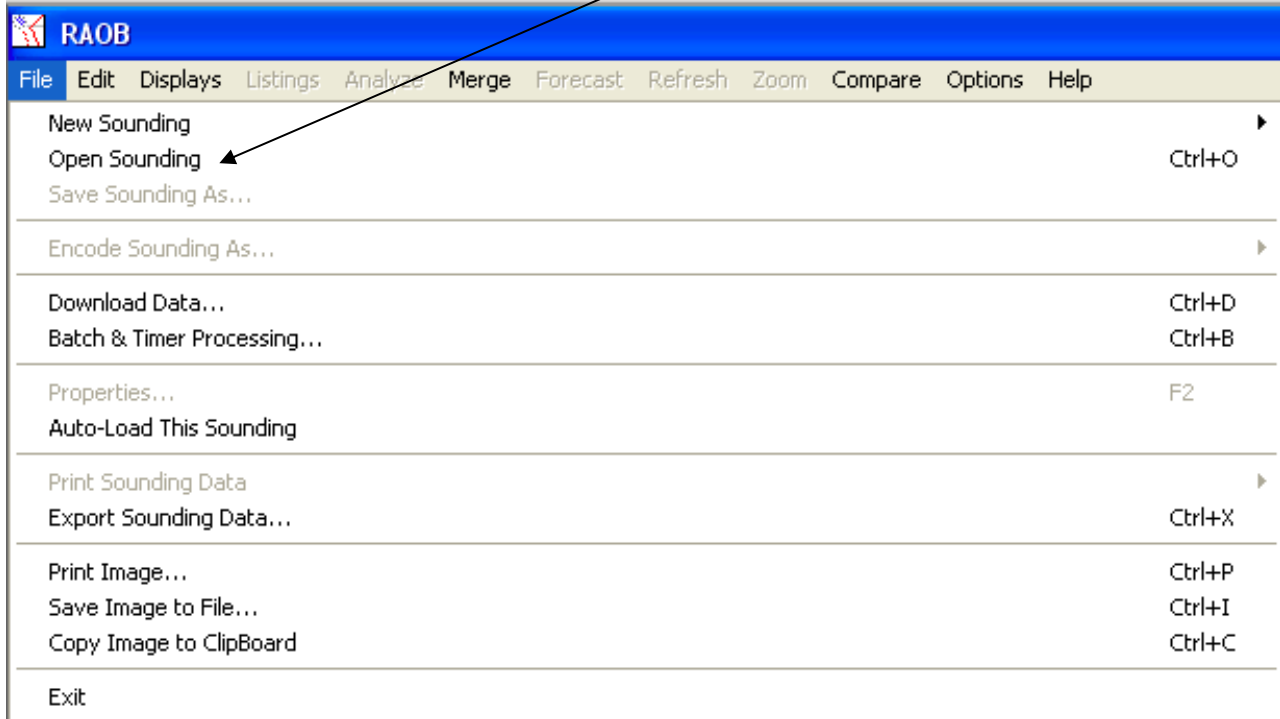 RAOB
File Edit Displays Listings Analyze Merge Forecast Refresh Zoom Compare Options Help
New Sounding
Open Sounding Ctrl+O
Save Sounding As...
Encode Sounding As...
Download Data... Ctrl+D
Batch & Timer Processing... Ctrl+B
Properties... F2
Auto-Load This Sounding
Print Sounding Data
Export Sounding Data... Ctrl+X
Print Image... Ctrl+P
Save Image to File... Ctrl+I
Copy Image to ClipBoard Ctrl+C
Exit